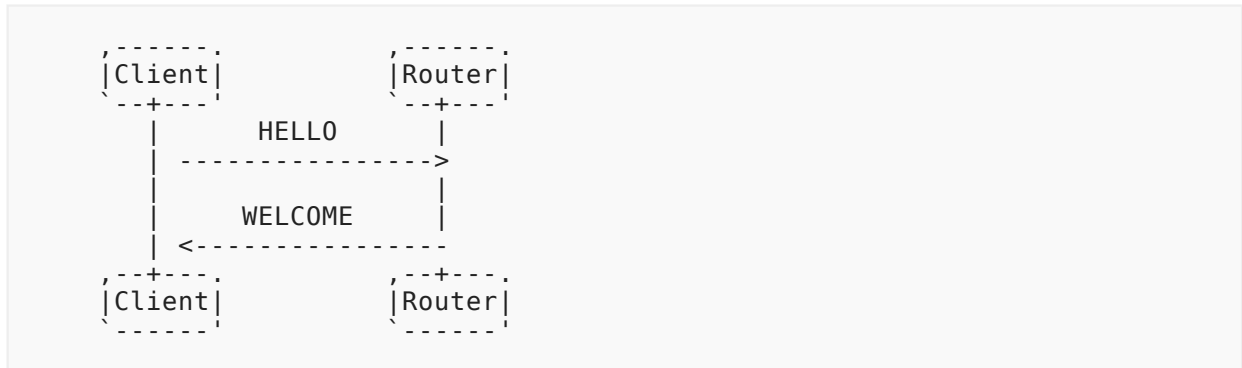 ,------.          ,------.
|Client|          |Router|
`--+---'          `--+---'
   |      HELLO      |
   | ---------------->
   |                 |
   |     WELCOME     |
   | <----------------
,--+---.          ,--+---.
|Client|          |Router|
`------'          `------'